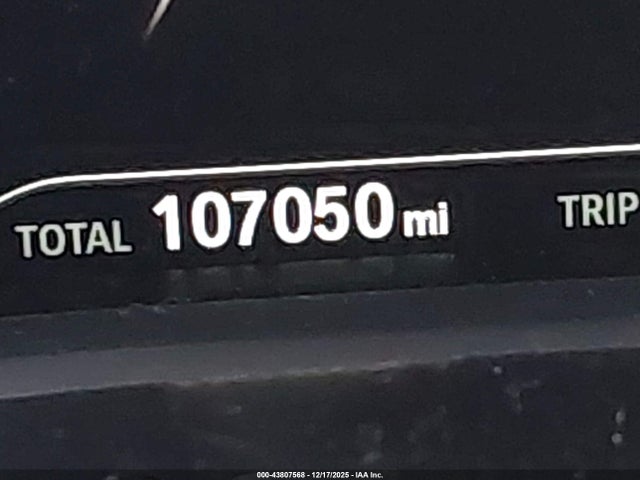 TOTAL 107050 mi TRIP
000-43807568 - 12/17/2025 - IAA Inc.